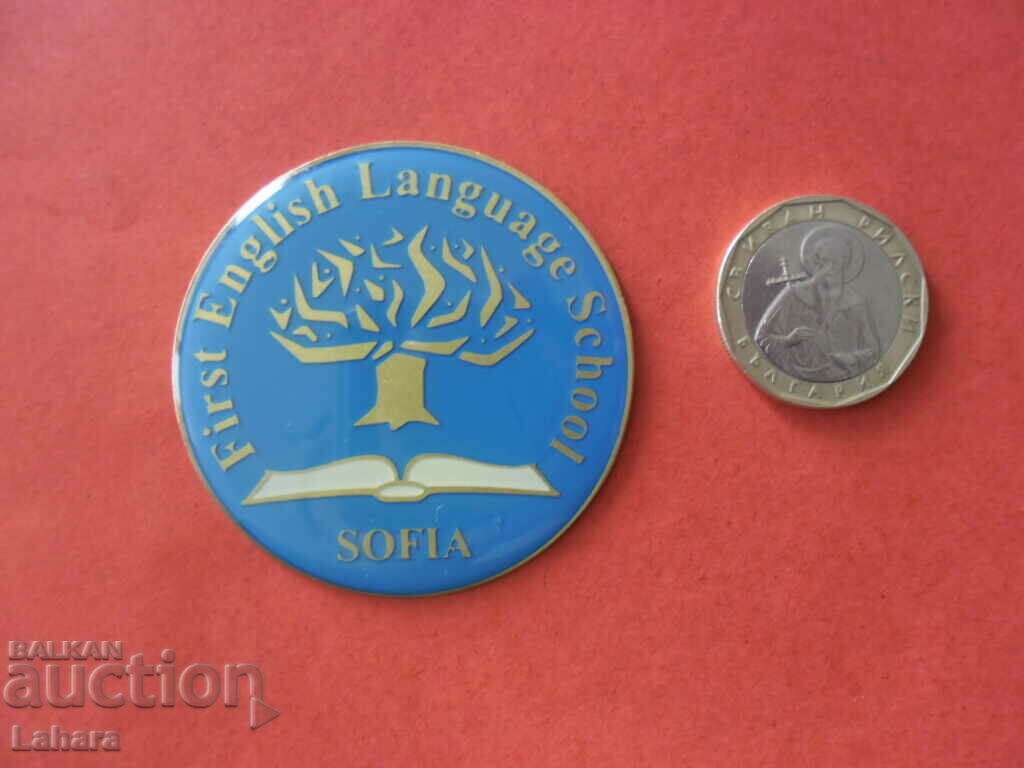 First English Language School
SOFIA
СВ. ИВАН РИЛСКИ
БЪЛГАРИЯ
BALKAN
auction
Lahara